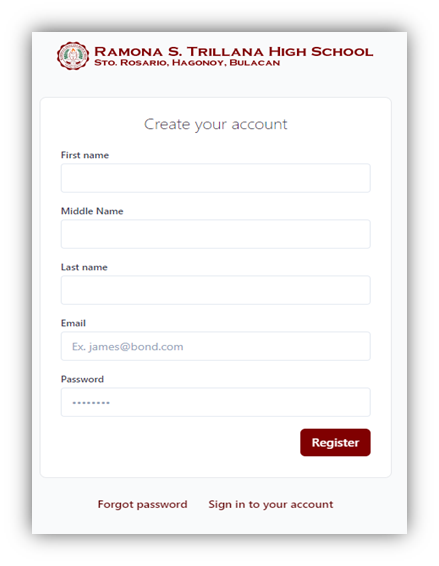 Ramona S. Trillana High School
Sto. Rosario, Hagonoy, Bulacan
Create your account
First name
Middle Name
Last name
Email
Ex. james@bond.com
Password
********
Register
Forgot password Sign in to your account